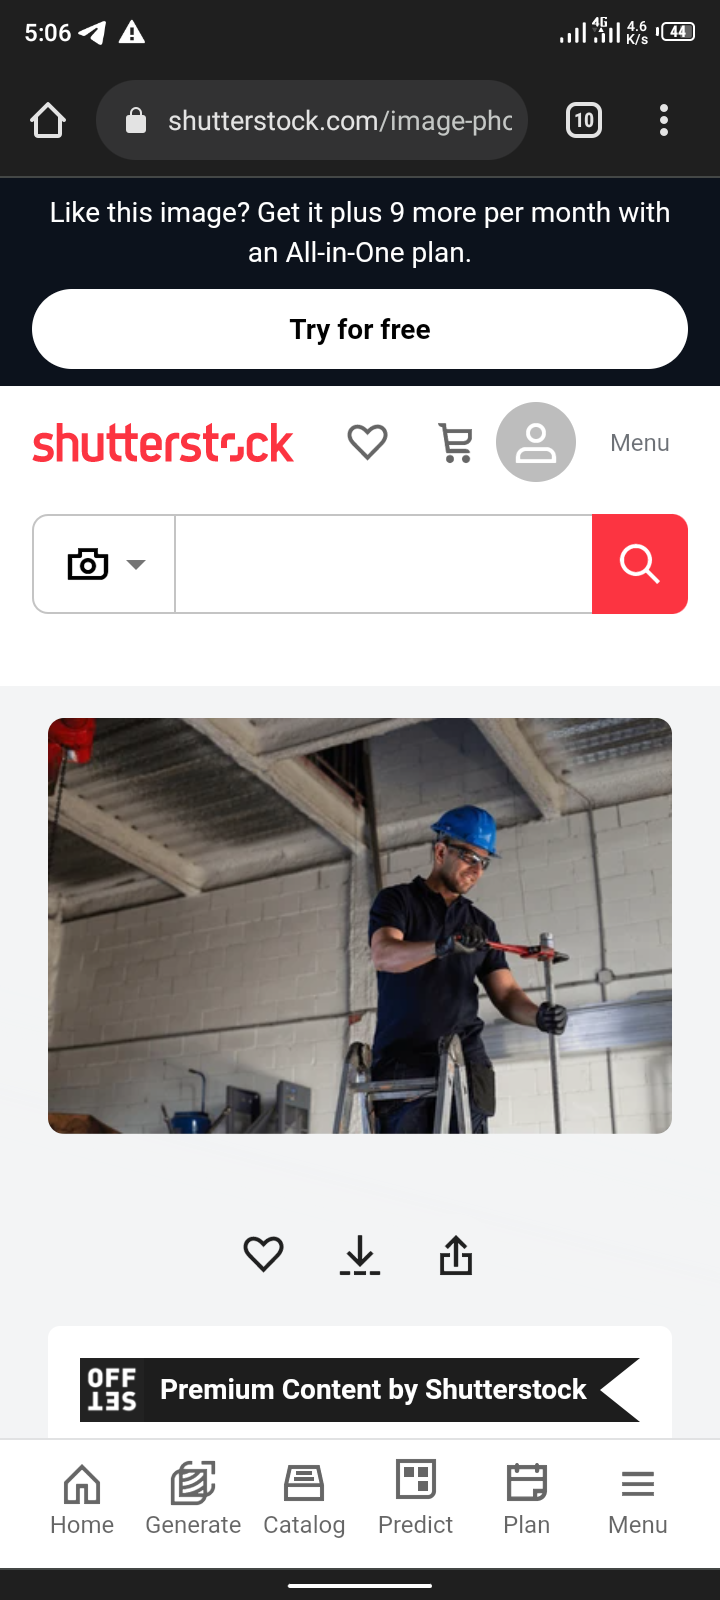 5:06
4G
4.6
K/s
44
shutterstock.com/image-pho
10
Like this image? Get it plus 9 more per month with
an All-in-One plan.
Try for free
shutterstock
Menu
OFF
SET
Premium Content by Shutterstock
Home
Generate
Catalog
Predict
Plan
Menu